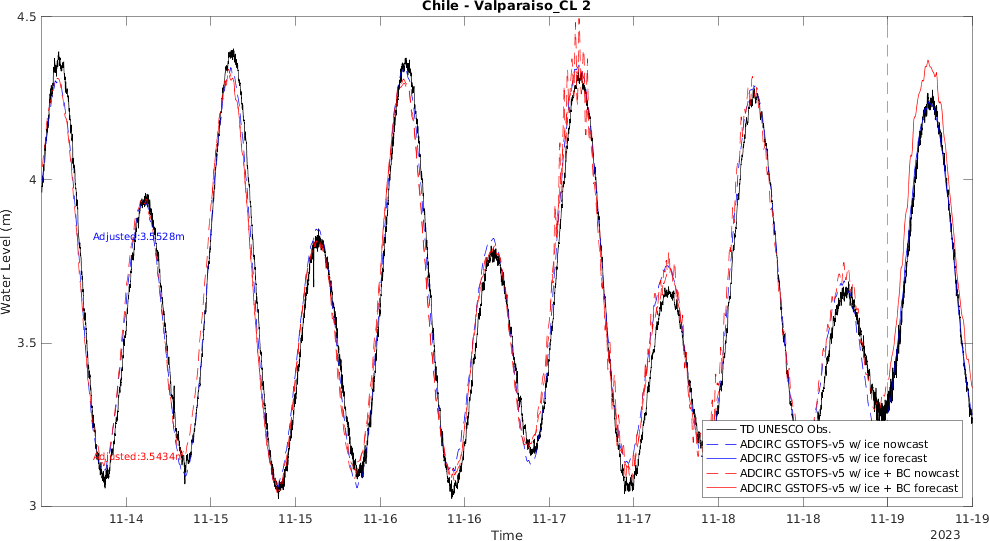 Chile - Valparaiso_CL 2
4.5
4
3.5
3
Water Level (m)
Adjusted:3.5528m
Adjusted:3.5434m
TD UNESCO Obs.
ADCIRC GSTOFS-v5 w/ ice nowcast
ADCIRC GSTOFS-v5 w/ ice forecast
ADCIRC GSTOFS-v5 w/ ice + BC nowcast
ADCIRC GSTOFS-v5 w/ ice + BC forecast
11-14 11-15 11-15 11-16 11-16 11-17 11-17 11-18 11-18 11-19 11-19
Time
2023